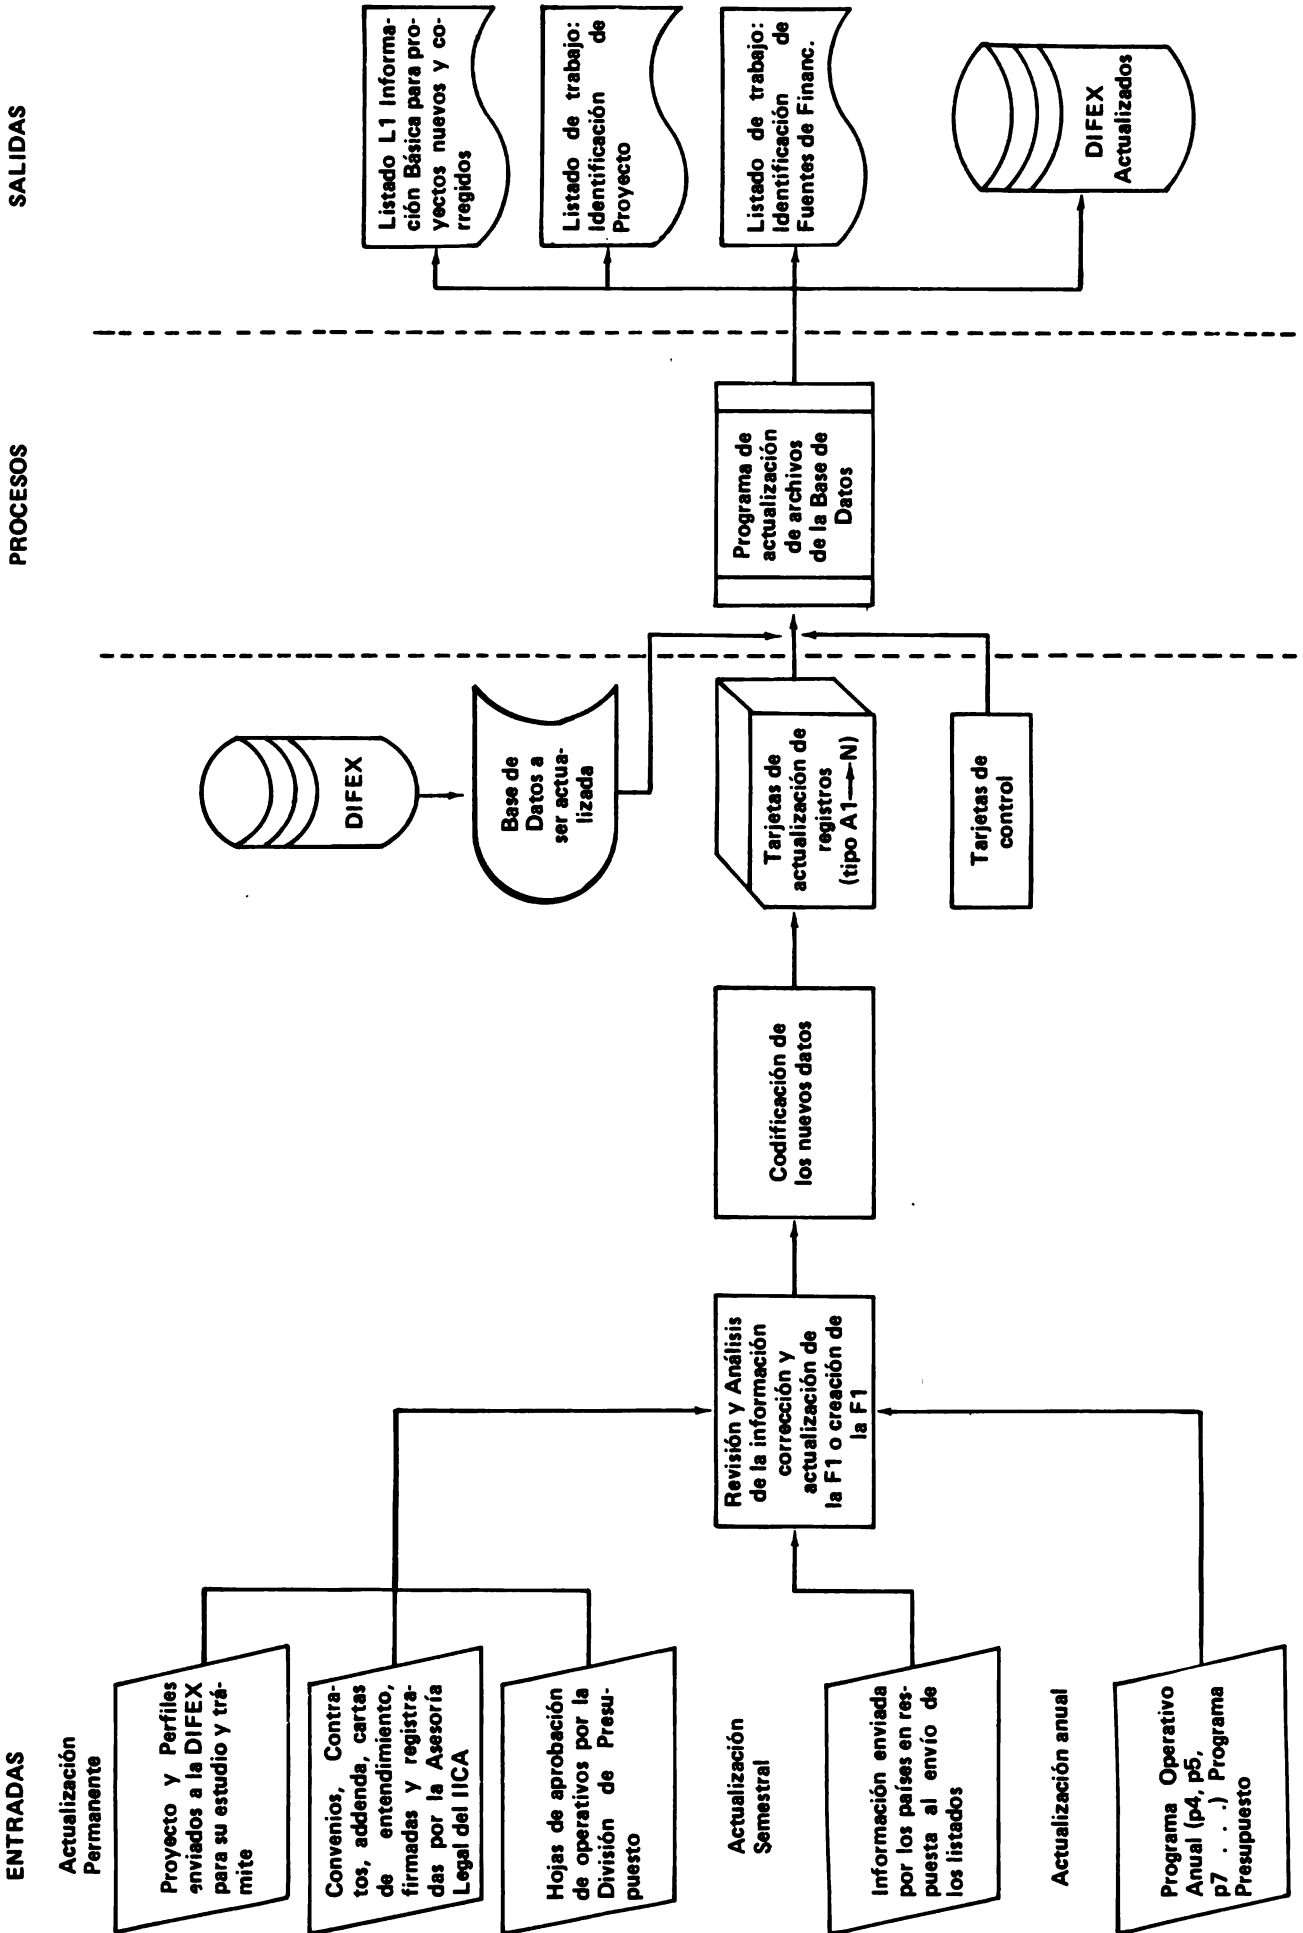 ENTRADAS
PROCESOS
SALIDAS
Actualización
Permanente
Proyecto y Perfiles
enviados a la DIFEX
para su estudio y trá-
mite
Convenios, Contra-
tos, addenda, cartas
de entendimiento,
firmadas y registra-
das por la Asesoría
Legal del IICA
Hojas de aprobación
de operativos por la
División de Presu-
puesto
Actualización
Semestral
Información enviada
por los países en res-
puesta al envío de
los listados
Actualización anual
Programa Operativo
Anual (p4, p5,
p7 . . .) Programa
Presupuesto
Revisión y Análisis
de la información
corrección y
actualización de
la F1 o creación de
la F1
Codificación de
los nuevos datos
DIFEX
Base de
Datos a
ser actua-
lizada
Tarjetas de
actualización de
registros
(tipo A1→N)
Tarjetas de
control
Programa de
actualización
de archivos
de la Base de
Datos
Listado L1 Informa-
ción Básica para pro-
yectos nuevos y co-
rregidos
Listado de trabajo:
Identificación de
Proyecto
Listado de trabajo:
Identificación de
Fuentes de Financ.
DIFEX
Actualizados